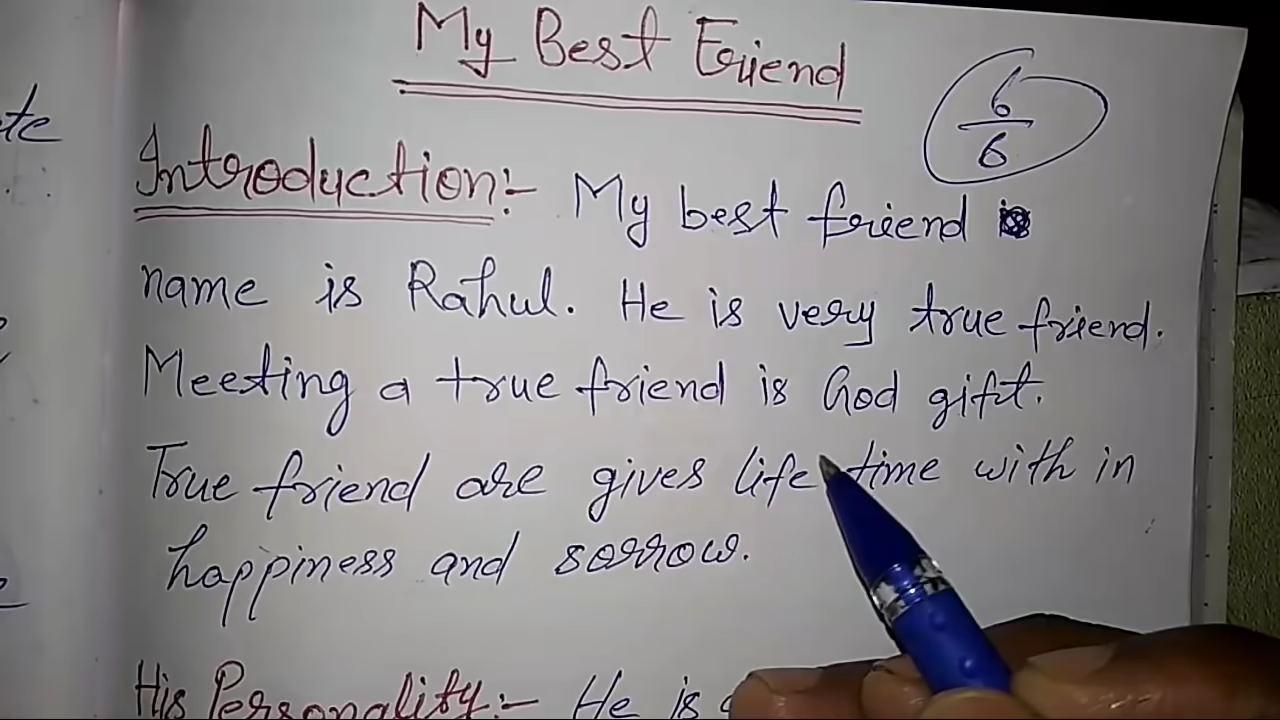 My Best Friend
6
6
te
Introduction:- My best friend
name is Rahul. He is very true friend.
Meeting a true friend is God gift.
True friend are gives life time with in
happiness and sorrow.
His Personality:- He is